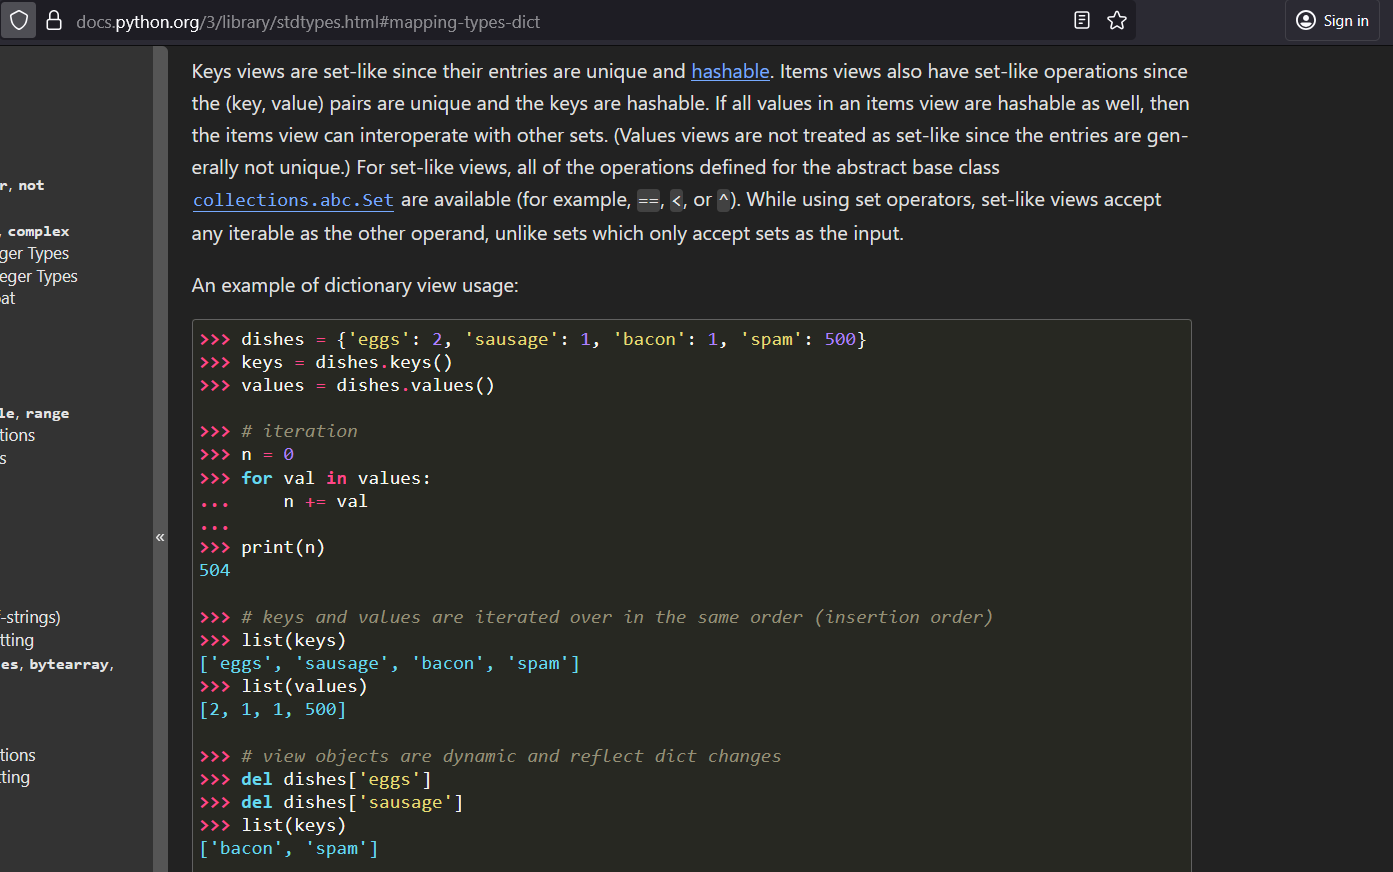 docs.python.org/3/library/stdtypes.html#mapping-types-dict
Sign in
r, not
, complex
ger Types
eger Types
at
le, range
tions
s
«
-strings)
tting
es, bytearray,
tions
ting
Keys views are set-like since their entries are unique and hashable. Items views also have set-like operations since
the (key, value) pairs are unique and the keys are hashable. If all values in an items view are hashable as well, then
the items view can interoperate with other sets. (Values views are not treated as set-like since the entries are gen-
erally not unique.) For set-like views, all of the operations defined for the abstract base class
collections.abc.Set are available (for example, ==, <, or ^). While using set operators, set-like views accept
any iterable as the other operand, unlike sets which only accept sets as the input.
An example of dictionary view usage:
>>> dishes = {'eggs': 2, 'sausage': 1, 'bacon': 1, 'spam': 500}
>>> keys = dishes.keys()
>>> values = dishes.values()
>>> # iteration
>>> n = 0
>>> for val in values:
...     n += val
...
>>> print(n)
504
>>> # keys and values are iterated over in the same order (insertion order)
>>> list(keys)
['eggs', 'sausage', 'bacon', 'spam']
>>> list(values)
[2, 1, 1, 500]
>>> # view objects are dynamic and reflect dict changes
>>> del dishes['eggs']
>>> del dishes['sausage']
>>> list(keys)
['bacon', 'spam']